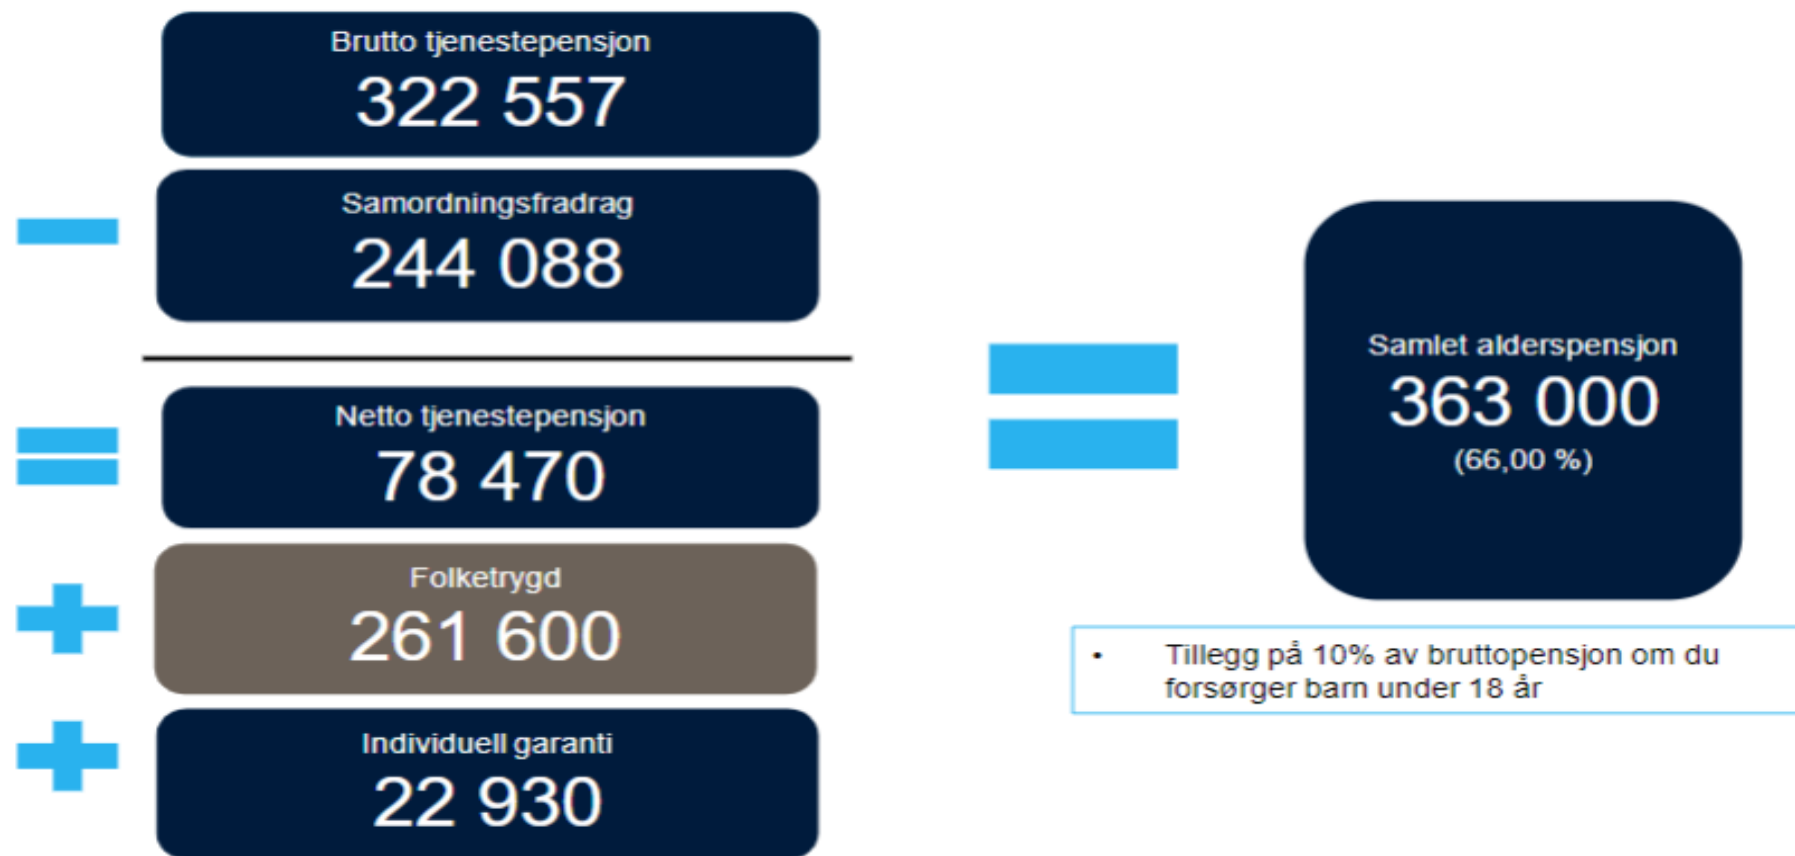 Brutto tjenestepensjon
322 557
Samordningsfradrag
244 088
Netto tjenestepensjon
78 470
Folketrygd
261 600
Individuell garanti
22 930
Samlet alderspensjon
363 000
(66,00 %)
• Tillegg på 10% av bruttopensjon om du
forsørger barn under 18 år